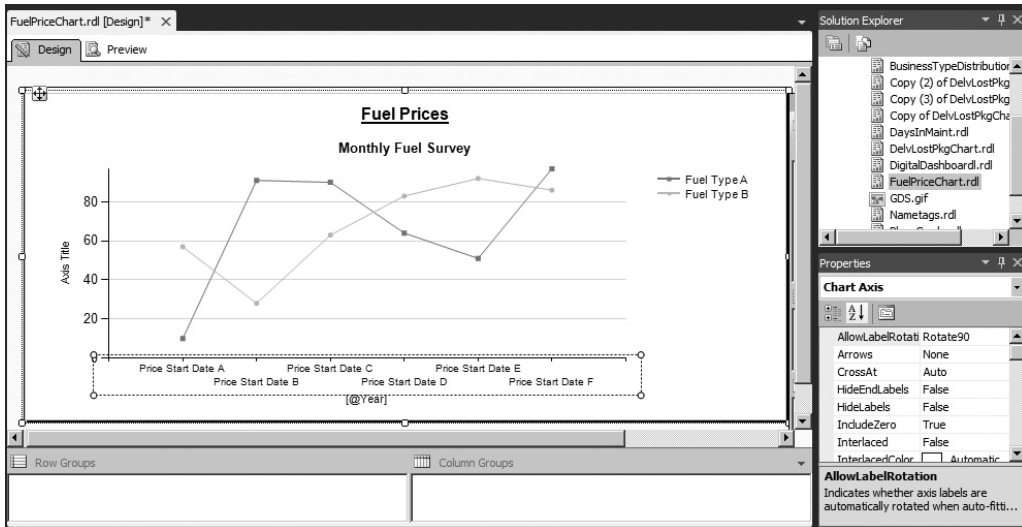 FuelPriceChart.rdl [Design]*
Design
Preview
Fuel Prices
Monthly Fuel Survey
Fuel Type A
Fuel Type B
Axis Title
80
60
40
20
0
Price Start Date A
Price Start Date C
Price Start Date E
Price Start Date B
Price Start Date D
Price Start Date F
[@Year]
Row Groups
Column Groups
Solution Explorer
BusinessTypeDistribution
Copy (2) of DelvLostPkg
Copy (3) of DelvLostPkg
Copy of DelvLostPkgCha
DaysInMaint.rdl
DelvLostPkgChart.rdl
DigitalDashboardl.rdl
FuelPriceChart.rdl
GDS.gif
Nametags.rdl
Properties
Chart Axis
AllowLabelRotati Rotate90
Arrows None
CrossAt Auto
HideEndLabels False
HideLabels False
IncludeZero True
Interlaced False
InterlacedColor Automatic
AllowLabelRotation
Indicates whether axis labels are
automatically rotated when auto-fitti...